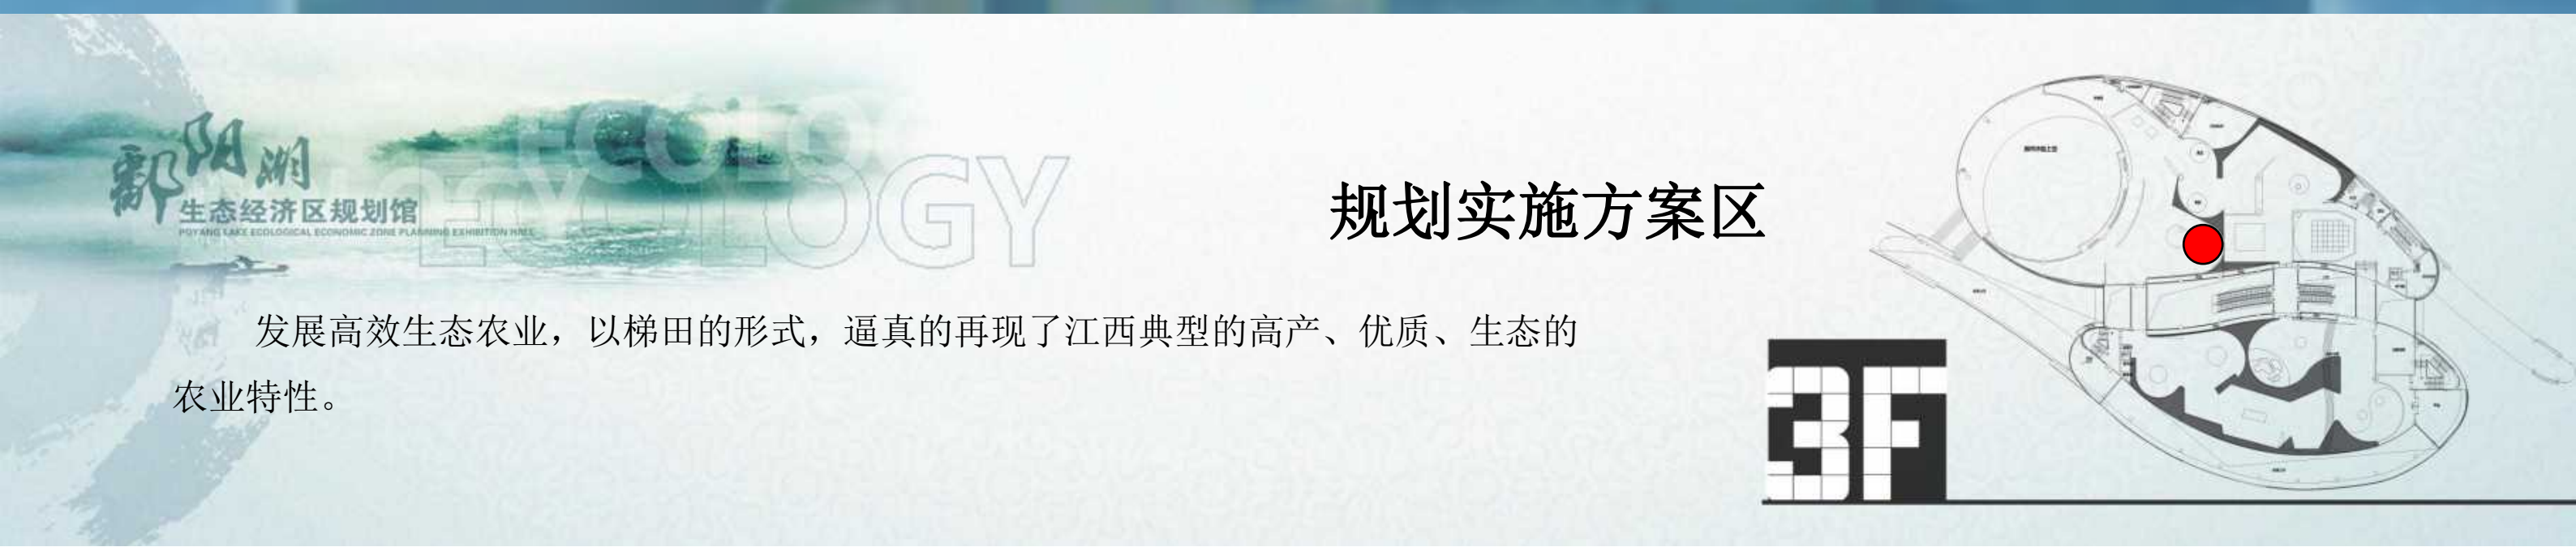 鄱阳湖
生态经济区规划馆
POYANG LAKE ECOLOGICAL ECONOMIC ZONE PLANNING EXHIBITION HALL
ECOLO
ECOLOGY
规划实施方案区
发展高效生态农业，以梯田的形式，逼真的再现了江西典型的高产、优质、生态的
农业特性。
3F